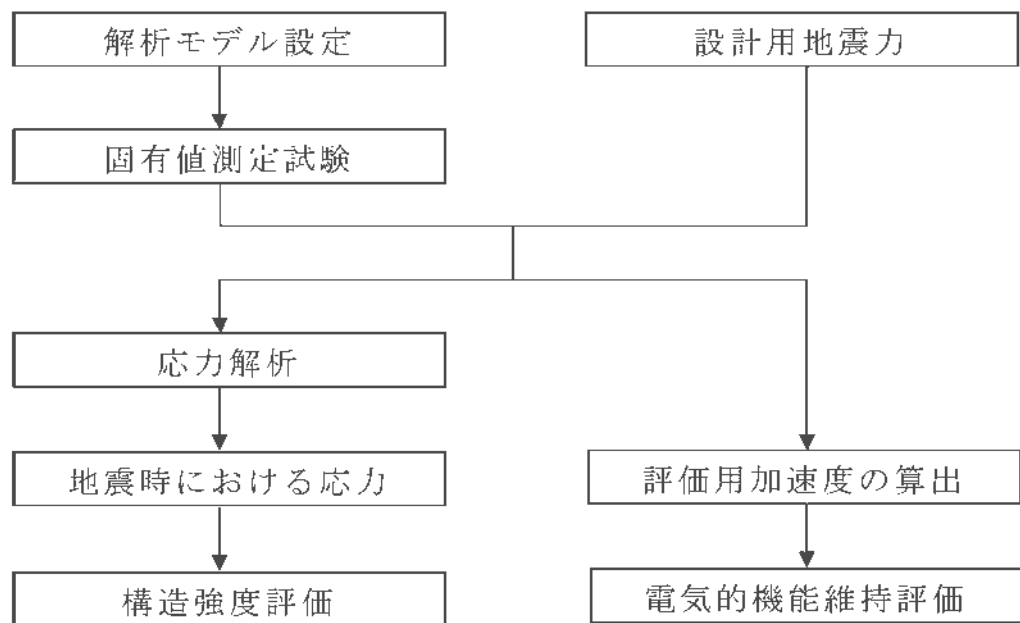 解析モデル設定
設計用地震力
固有値測定試験
応力解析
地震時における応力
評価用加速度の算出
構造強度評価
電気的機能維持評価